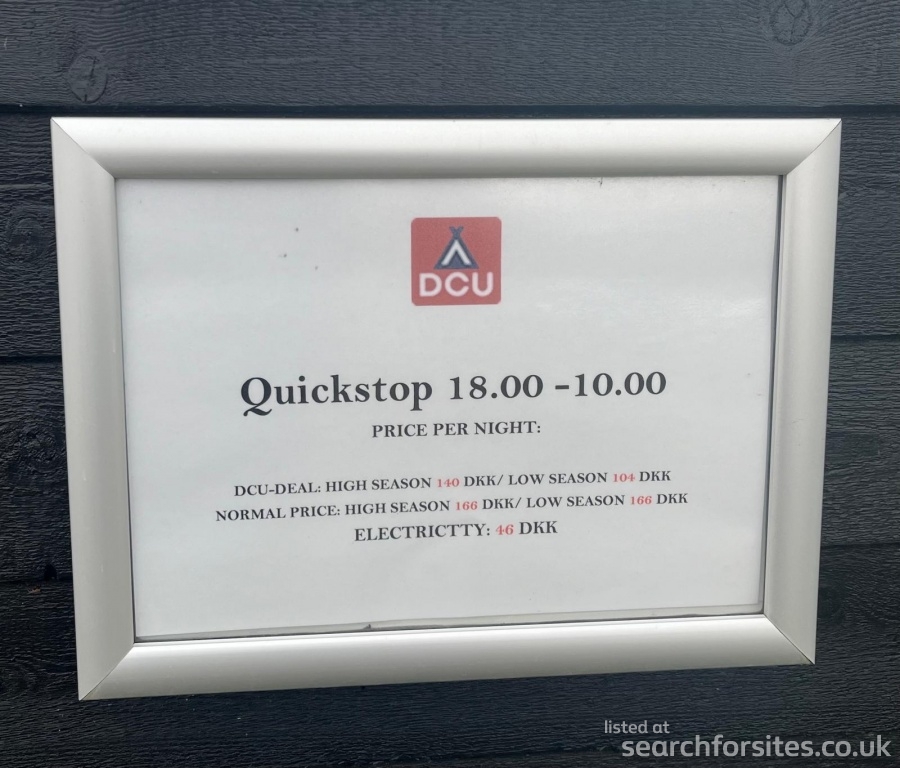 DCU
Quickstop 18.00 -10.00
PRICE PER NIGHT:
DCU-DEAL: HIGH SEASON 140 DKK/ LOW SEASON 104 DKK
NORMAL PRICE: HIGH SEASON 166 DKK/ LOW SEASON 166 DKK
ELECTRICTTY: 46 DKK
listed at
searchforsites.co.uk